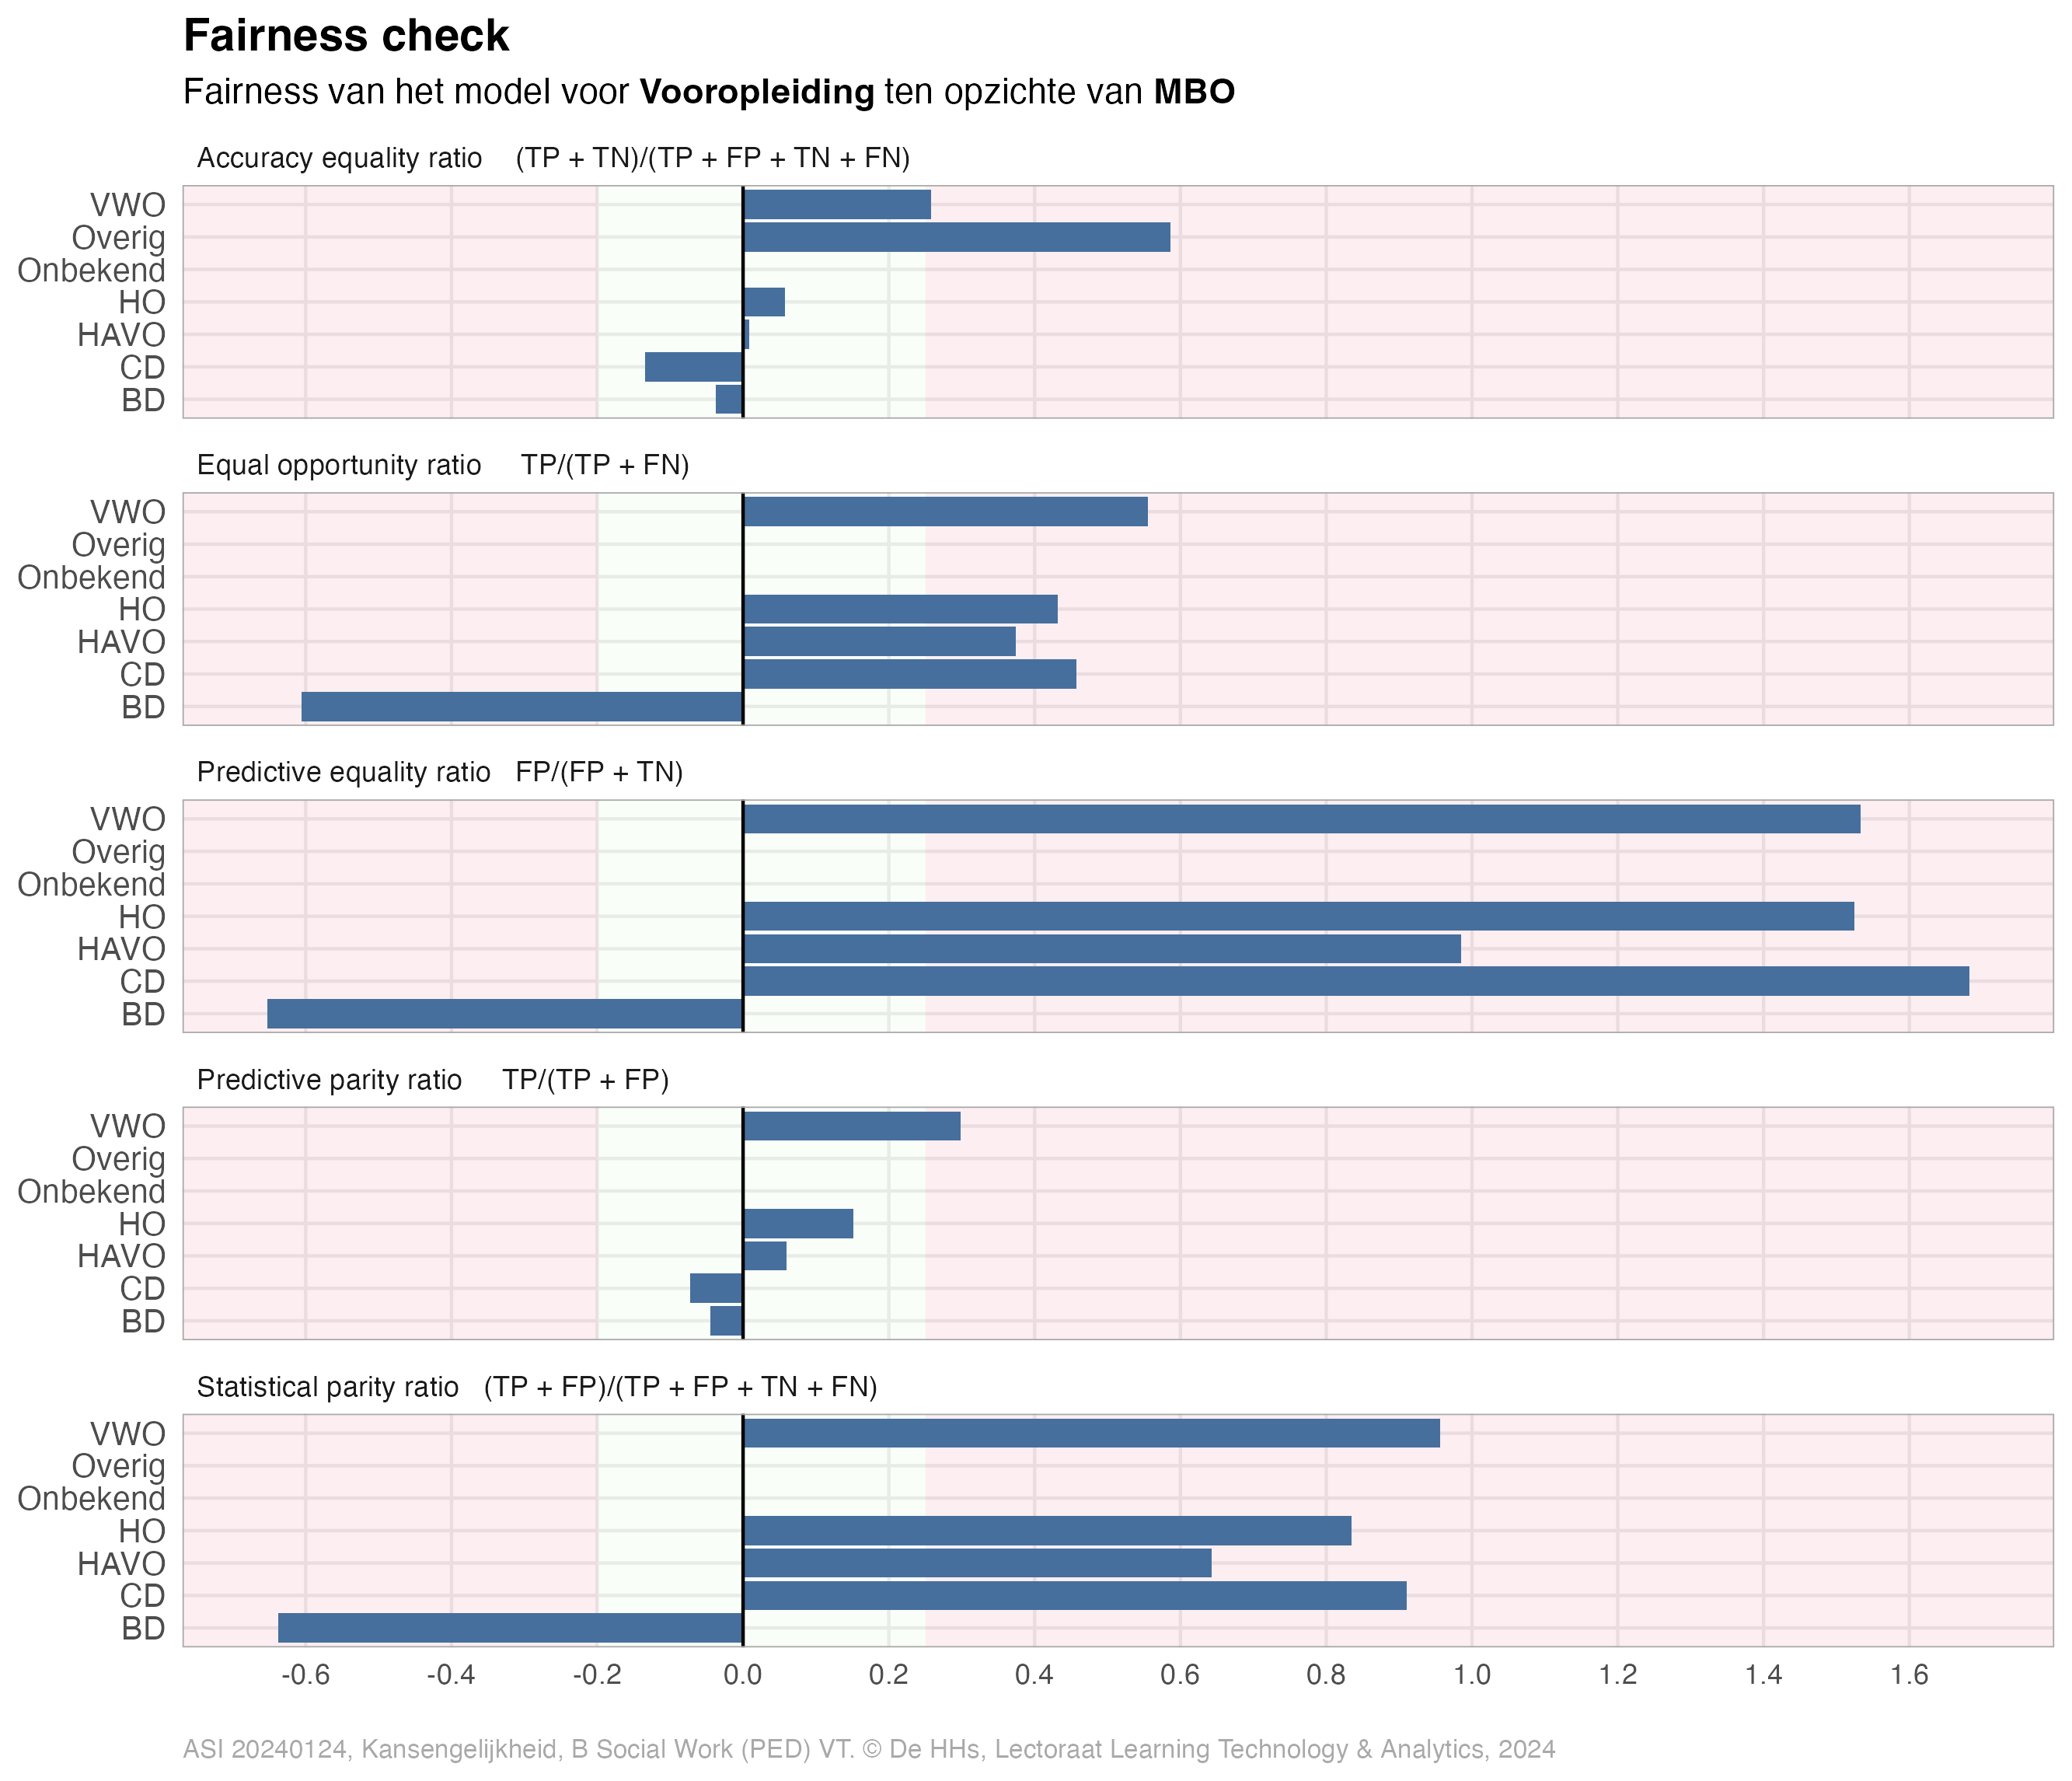 Fairness check
Fairness van het model voor Vooropleiding ten opzichte van MBO
Accuracy equality ratio (TP + TN)/(TP + FP + TN + FN)
VWO
Overig
Onbekend
HO
HAVO
CD
BD
Equal opportunity ratio TP/(TP + FN)
VWO
Overig
Onbekend
HO
HAVO
CD
BD
Predictive equality ratio FP/(FP + TN)
VWO
Overig
Onbekend
HO
HAVO
CD
BD
Predictive parity ratio TP/(TP + FP)
VWO
Overig
Onbekend
HO
HAVO
CD
BD
Statistical parity ratio (TP + FP)/(TP + FP + TN + FN)
VWO
Overig
Onbekend
HO
HAVO
CD
BD
-0.6 -0.4 -0.2 0.0 0.2 0.4 0.6 0.8 1.0 1.2 1.4 1.6
ASI 20240124, Kansengelijkheid, B Social Work (PED) VT. © De HHs, Lectoraat Learning Technology & Analytics, 2024